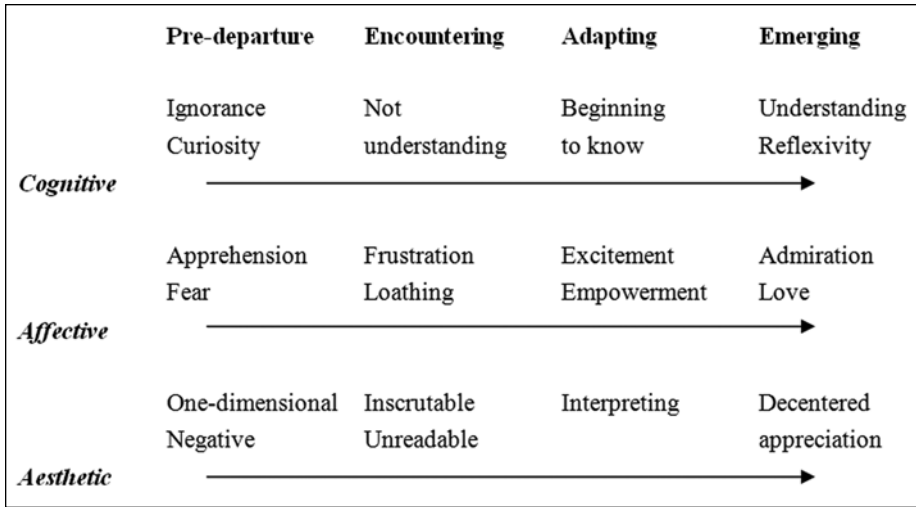 Pre-departure Encountering Adapting Emerging
Ignorance Not Beginning Understanding
Curiosity understanding to know Reflexivity
Cognitive
Apprehension Frustration Excitement Admiration
Fear Loathing Empowerment Love
Affective
One-dimensional Inscrutable Interpreting Decentered
Negative Unreadable appreciation
Aesthetic